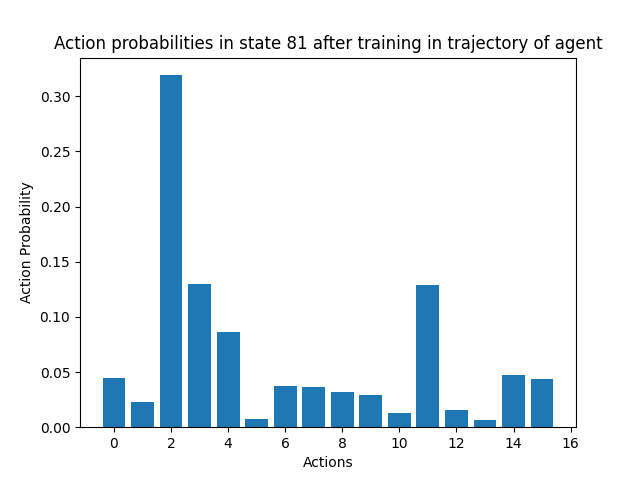 Action probabilities in state 81 after training in trajectory of agent
0.30
0.25
0.20
0.15
0.10
0.05
0.00
Action Probability
0 2 4 6 8 10 12 14 16
Actions